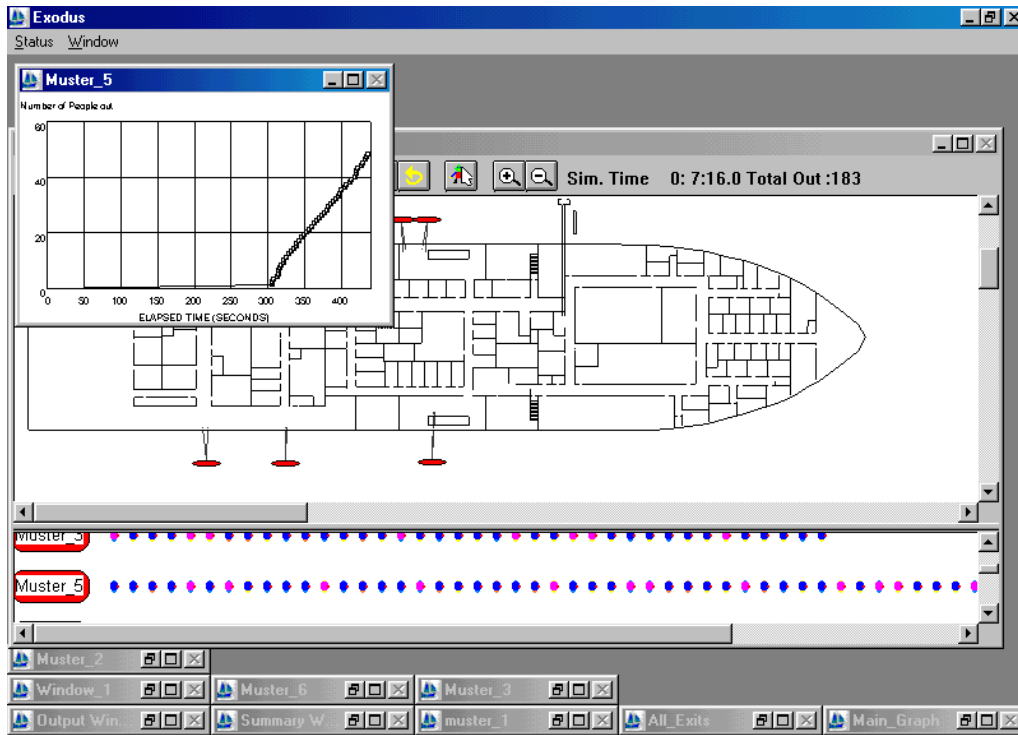 Exodus
Status Window
Muster_5
Number of People out
60
40
20
0
0 50 100 150 200 250 300 350 400
ELAPSED TIME (SECONDS)
Sim. Time 0: 7:16.0 Total Out :183
Muster_3
Muster_5
Muster_2
Window_1 Muster_6 Muster_3
Output Win... Summary W... muster_1 All_Exits Main_Graph